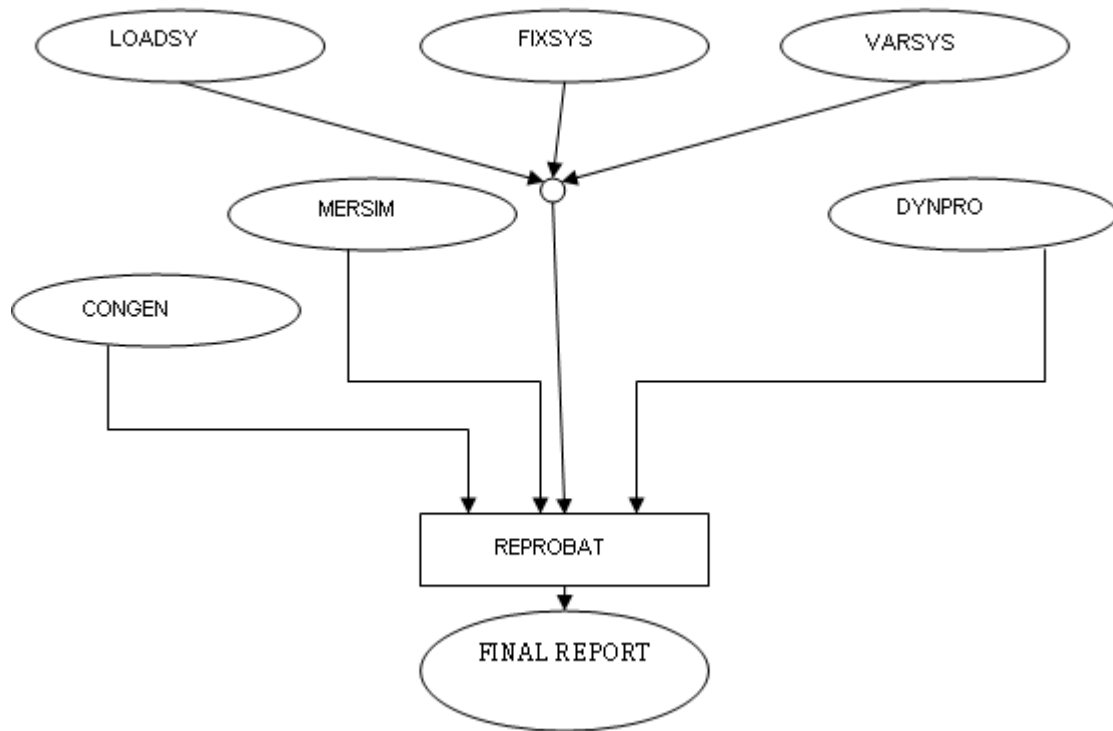 LOADSY
FIXSYS
VARSYS
MERSIM
DYNPRO
CONGEN
REPROBAT
FINAL REPORT